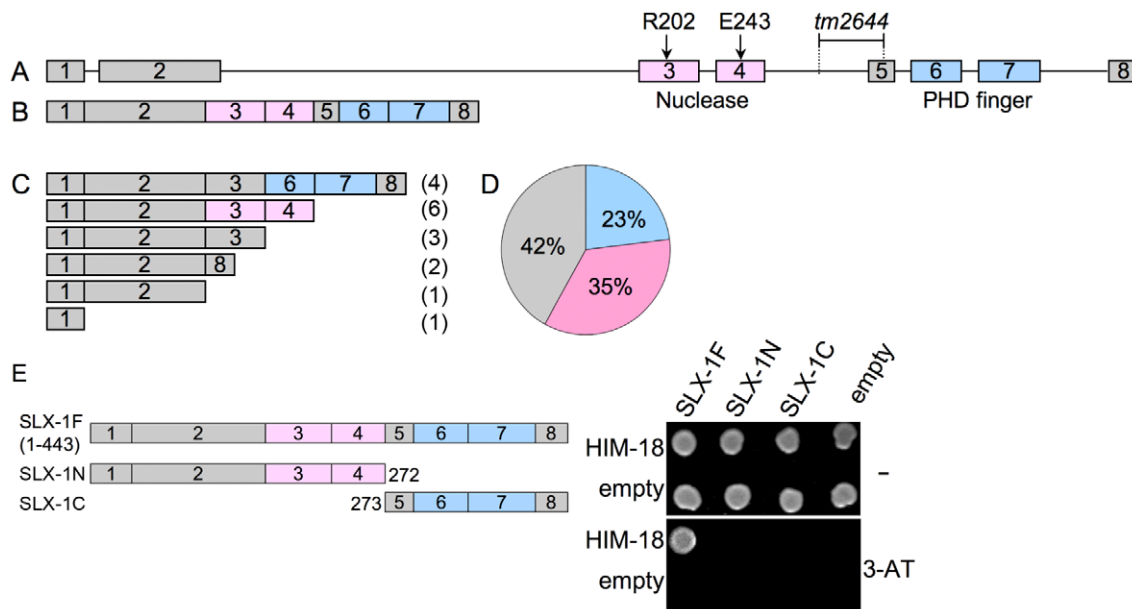 R202 E243 tm2644
A 1 2 3 4 5 6 7 8
Nuclease PHD finger
B 1 2 3 4 5 6 7 8
C 1 2 3 6 7 8 (4)
1 2 3 4 (6)
1 2 3 (3)
1 2 8 (2)
1 2 (1)
1 (1)
D
23%
42%
35%
E
SLX-1F
(1-443)
1 2 3 4 5 6 7 8
SLX-1N 1 2 3 4 272
SLX-1C 273 5 6 7 8
SLX-1F SLX-1N SLX-1C empty
HIM-18
empty
–
HIM-18
empty
3-AT